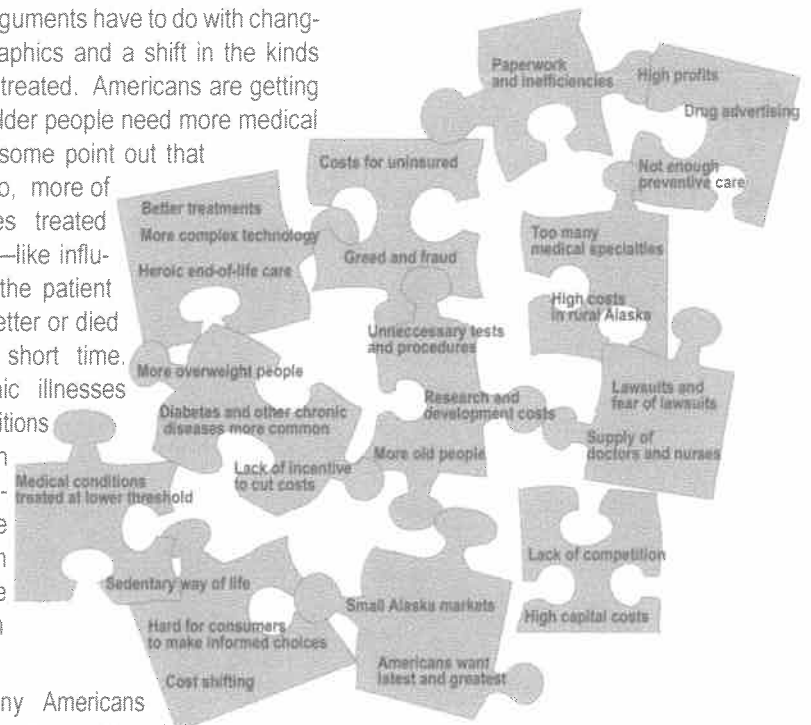 guments have to do with chang-
aphics and a shift in the kinds
treated. Americans are getting
lder people need more medical
some point out that
o, more of
es treated
—like influ-
the patient
etter or died
short time.
nic illnesses
itions
n
-
e
n
e
n
ny Americans
Paperwork
and inefficiencies
High profits
Drug advertising
Not enough
preventive care
Costs for uninsured
Greed and fraud
Better treatments
More complex technology
Heroic end-of-life care
Too many
medical specialties
High costs
in rural Alaska
Unneccessary tests
and procedures
More overweight people
Diabetes and other chronic
diseases more common
Lack of incentive
to cut costs
Research and
development costs
More old people
Lawsuits and
fear of lawsuits
Supply of
doctors and nurses
Medical conditions
treated at lower threshold
Sedentary way of life
Hard for consumers
to make informed choices
Cost shifting
Small Alaska markets
Americans want
latest and greatest
Lack of competition
High capital costs